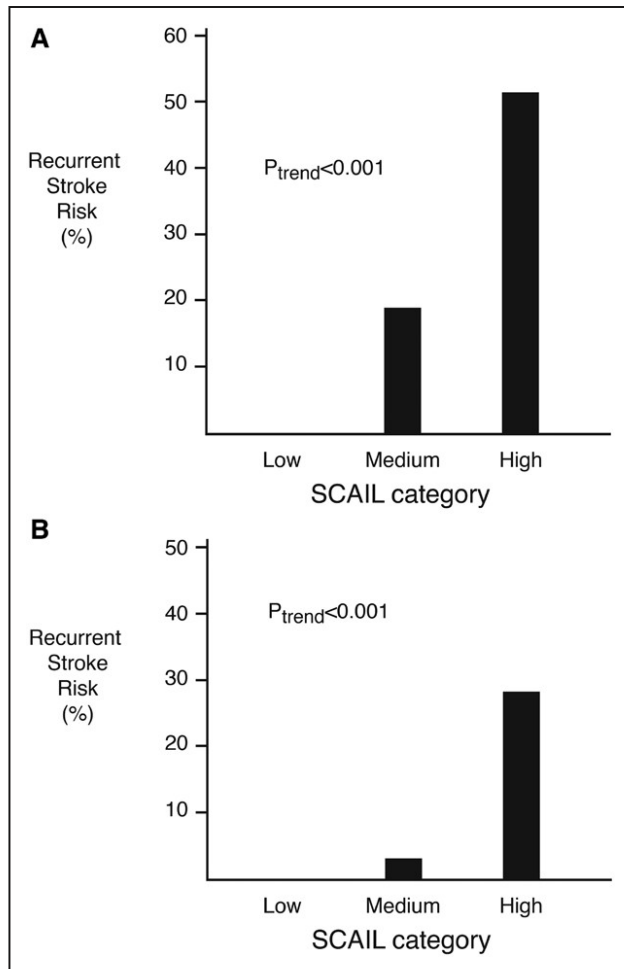 A
60
50
40
30
20
10
Recurrent
Stroke
Risk
(%)
Ptrend<0.001
Low Medium High
SCAIL category
B
50
40
30
20
10
Recurrent
Stroke
Risk
(%)
Ptrend<0.001
Low Medium High
SCAIL category